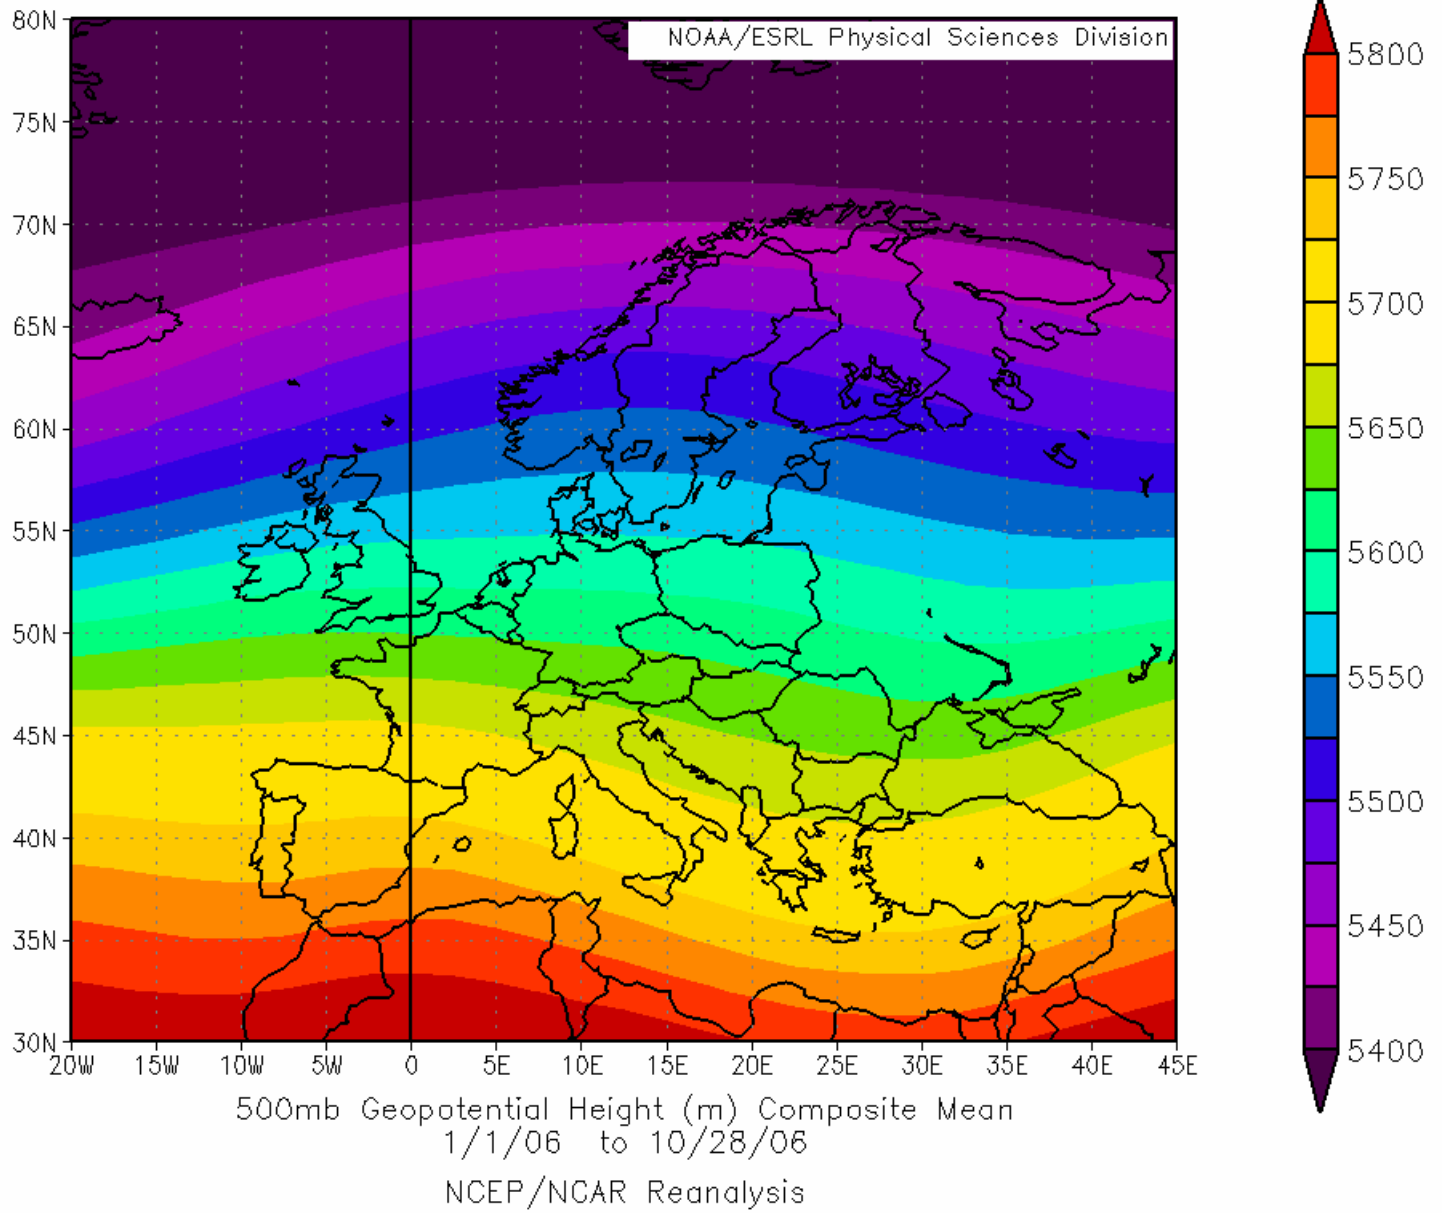 80N
NOAA/ESRL Physical Sciences Division
5800
75N
5750
70N
5700
65N
5650
60N
5600
55N
5550
50N
5500
45N
5450
40N
5400
35N
30N
20W 15W 10W 5W 0 5E 10E 15E 20E 25E 30E 35E 40E 45E
500mb Geopotential Height (m) Composite Mean
1/1/06 to 10/28/06
NCEP/NCAR Reanalysis